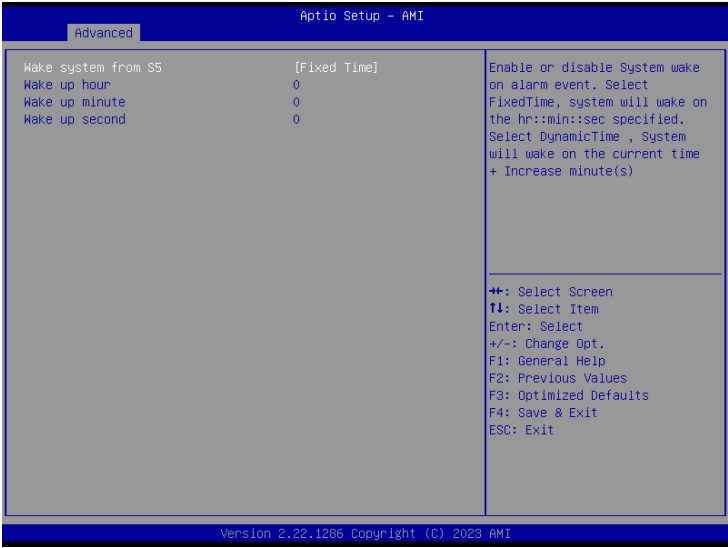 Aptio Setup – AMI
Advanced
Wake system from S5 [Fixed Time]
Wake up hour 0
Wake up minute 0
Wake up second 0
Enable or disable System wake
on alarm event. Select
FixedTime, system will wake on
the hr::min::sec specified.
Select DynamicTime , System
will wake on the current time
+ Increase minute(s)
→←: Select Screen
↑↓: Select Item
Enter: Select
+/-: Change Opt.
F1: General Help
F2: Previous Values
F3: Optimized Defaults
F4: Save & Exit
ESC: Exit
Version 2.22.1286 Copyright (C) 2023 AMI